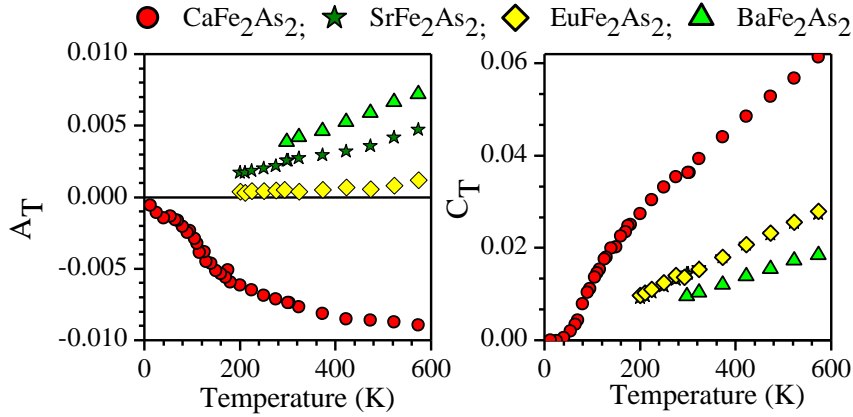 CaFe2As2; SrFe2As2; EuFe2As2; BaFe2As2
0.010
0.005
0.000
-0.005
-0.010
AT
0 200 400 600
Temperature (K)
0.06
0.04
0.02
0.00
CT
0 200 400 600
Temperature (K)